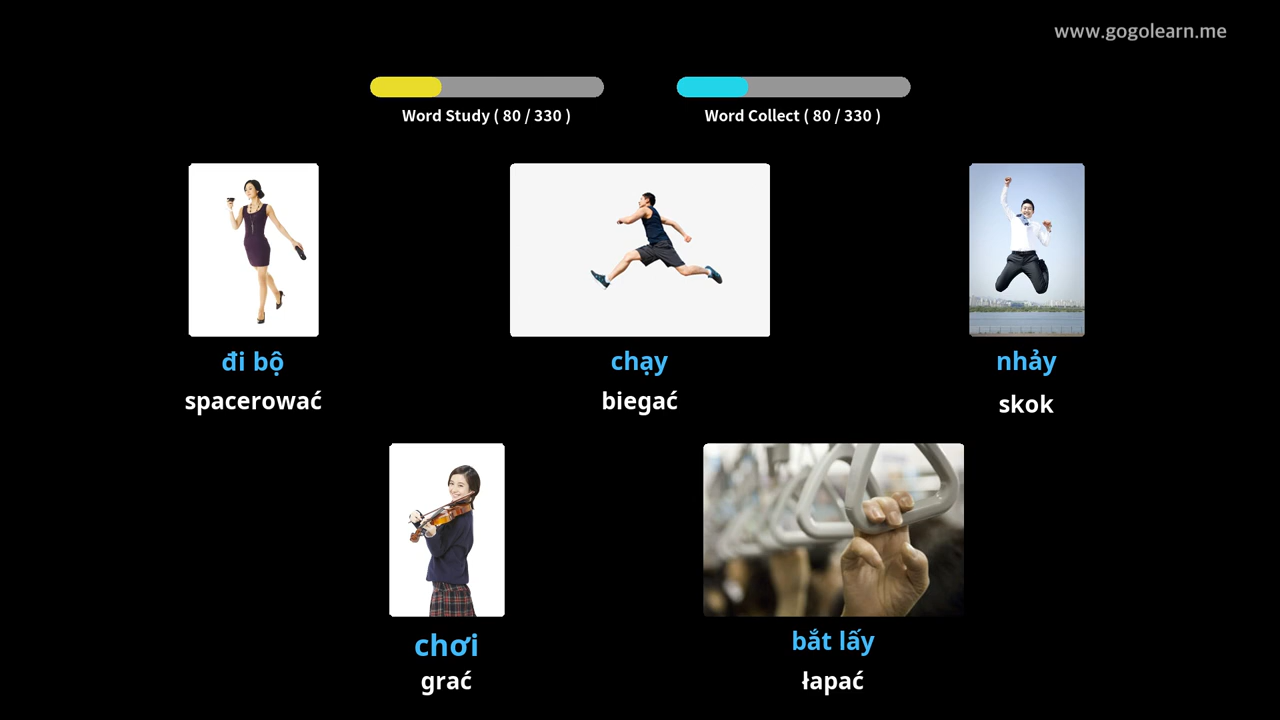 www.gogolearn.me
Word Study ( 80 / 330 )
Word Collect ( 80 / 330 )
đi bộ
spacerować
chạy
biegać
nhảy
skok
chơi
grać
bắt lấy
łapać